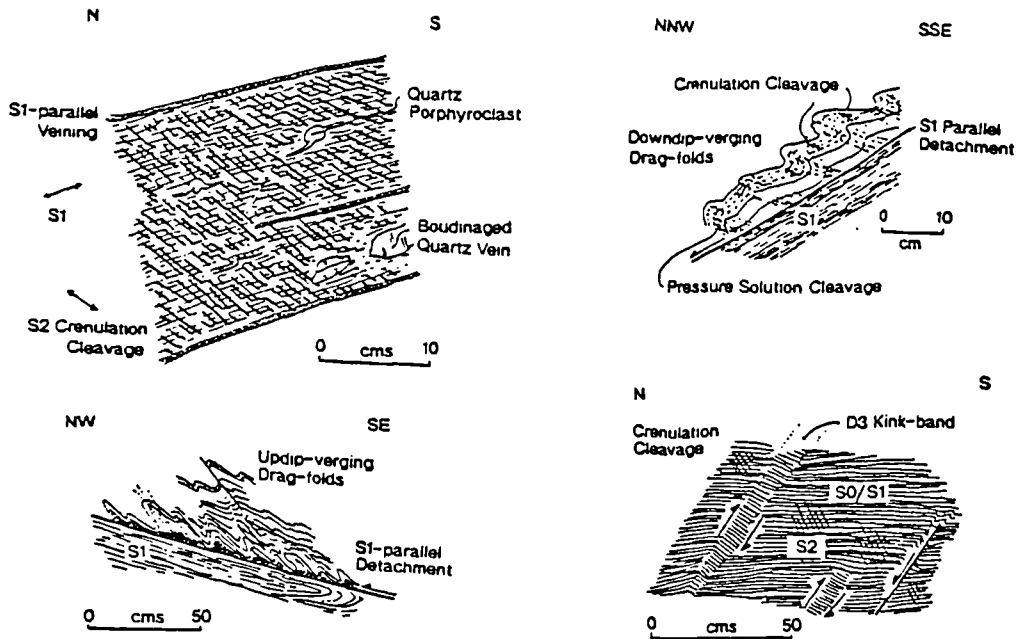 N
S
S1-parallel
Veining
Quartz
Porphyroclast
S1
Boudinaged
Quartz Vein
S2 Crenulation
Cleavage
0 cms 10
NNW
SSE
Crenulation Cleavage
Downdip-verging
Drag-folds
S1 Parallel
Detachment
S1
0 10
cm
Pressure Solution Cleavage
NW
SE
Updip-verging
Drag-folds
S1
S1-parallel
Detachment
0 cms 50
N
S
D3 Kink-band
Crenulation
Cleavage
S0/S1
S2
0 cms 50